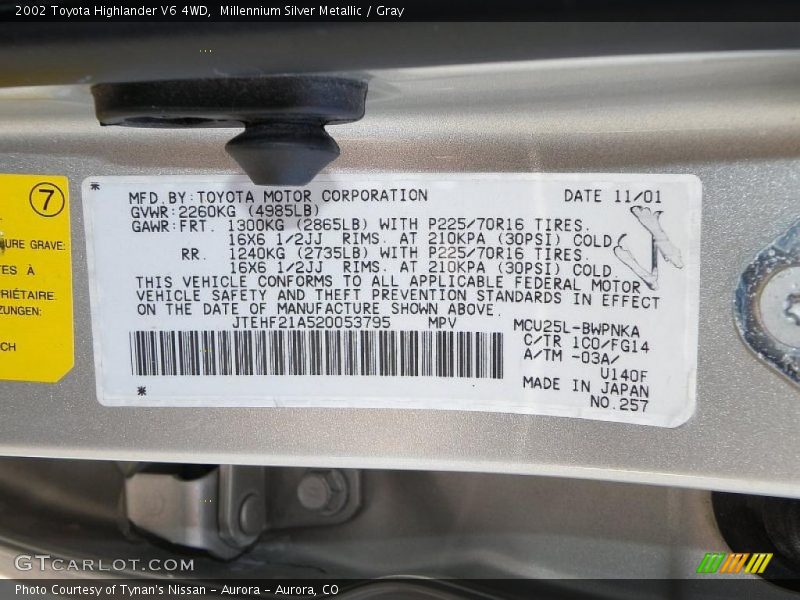 2002 Toyota Highlander V6 4WD,  Millennium Silver Metallic / Gray
7
URE GRAVE:
TES À
RIÉTAIRE.
ZUNGEN:
CH
*
MFD.BY:TOYOTA MOTOR CORPORATION DATE 11/01
GVWR:2260KG (4985LB)
GAWR:FRT. 1300KG (2865LB) WITH P225/70R16 TIRES.
16X6 1/2JJ RIMS. AT 210KPA (30PSI) COLD
RR. 1240KG (2735LB) WITH P225/70R16 TIRES.
16X6 1/2JJ RIMS. AT 210KPA (30PSI) COLD.
THIS VEHICLE CONFORMS TO ALL APPLICABLE FEDERAL MOTOR
VEHICLE SAFETY AND THEFT PREVENTION STANDARDS IN EFFECT
ON THE DATE OF MANUFACTURE SHOWN ABOVE.
JTEHF21A520053795 MPV MCU25L-BWPNKA
C/TR 1C0/FG14
A/TM -03A/
U140F
MADE IN JAPAN
* NO.257
GTCARLOT.COM
Photo Courtesy of Tynan's Nissan - Aurora - Aurora, CO